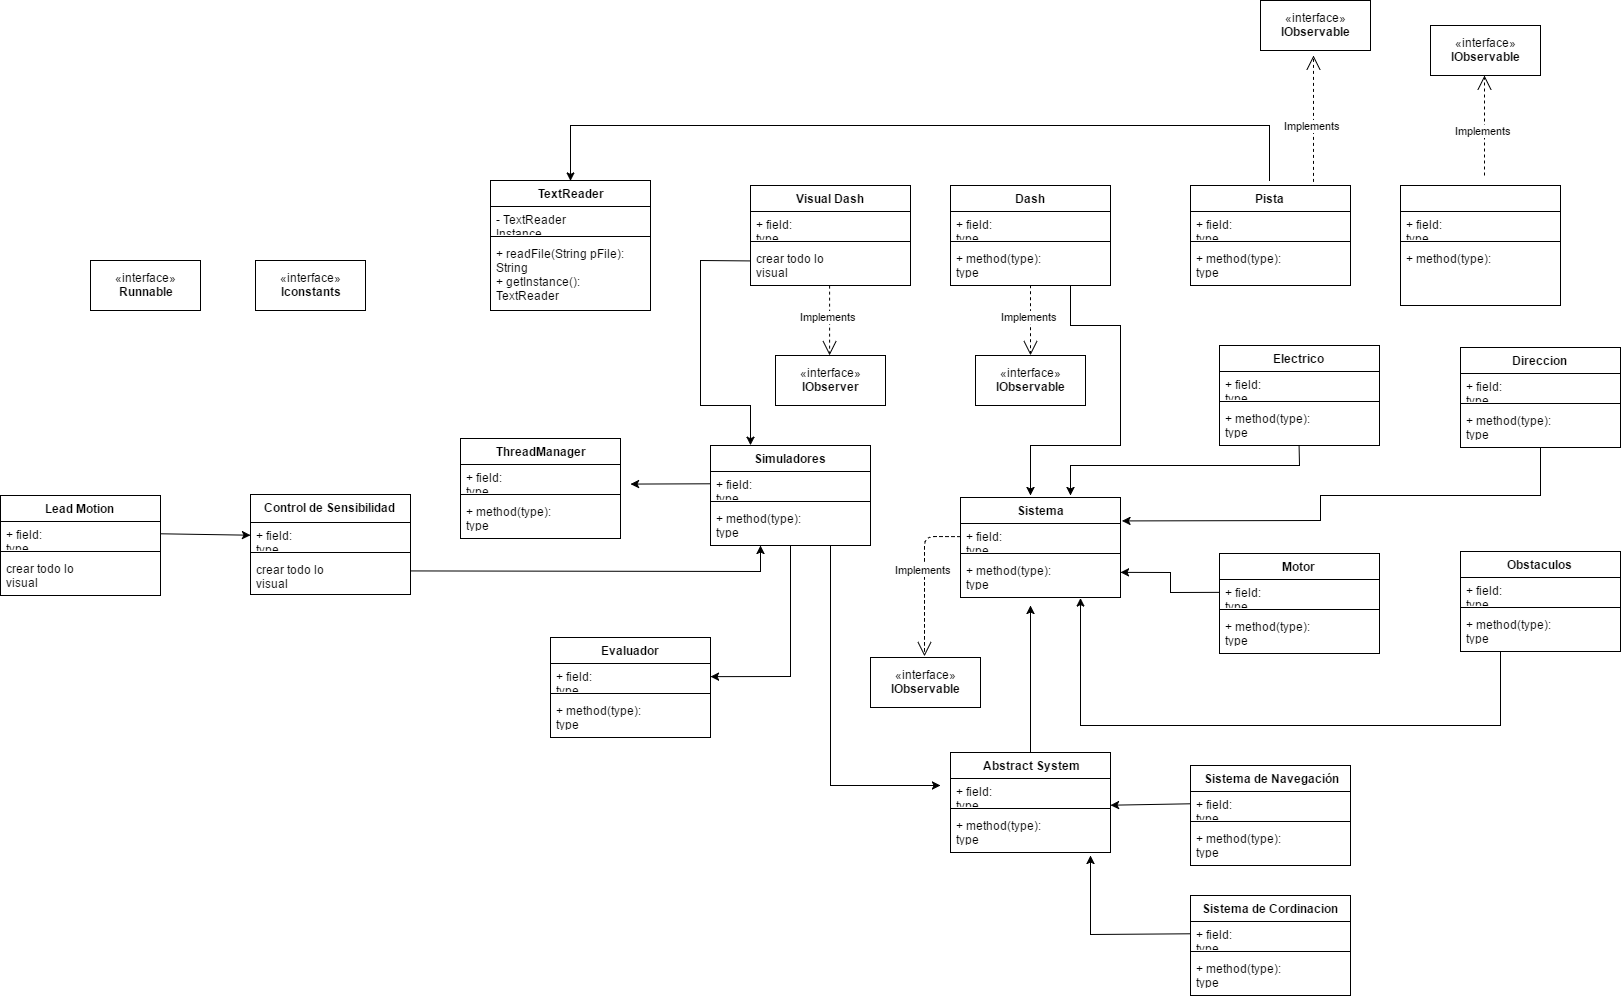 «interface»
IObservable
«interface»
IObservable
Implements
Implements
TextReader
- TextReader
Instance
+ readFile(String pFile):
String
+ getInstance():
TextReader
Visual Dash
+ field:
type
crear todo lo
visual
Dash
+ field:
type
+ method(type):
type
Pista
+ field:
type
+ method(type):
type
+ field:
type
+ method(type):
«interface»
Runnable
«interface»
Iconstants
Implements
Implements
«interface»
IObserver
«interface»
IObservable
Electrico
+ field:
type
+ method(type):
type
Direccion
+ field:
type
+ method(type):
type
ThreadManager
+ field:
type
+ method(type):
type
Simuladores
+ field:
type
+ method(type):
type
Lead Motion
+ field:
type
crear todo lo
visual
Control de Sensibilidad
+ field:
type
crear todo lo
visual
Sistema
+ field:
type
+ method(type):
type
Implements
Motor
+ field:
type
+ method(type):
type
Obstaculos
+ field:
type
+ method(type):
type
Evaluador
+ field:
type
+ method(type):
type
«interface»
IObservable
Abstract System
+ field:
type
+ method(type):
type
Sistema de Navegación
+ field:
type
+ method(type):
type
Sistema de Cordinacion
+ field:
type
+ method(type):
type